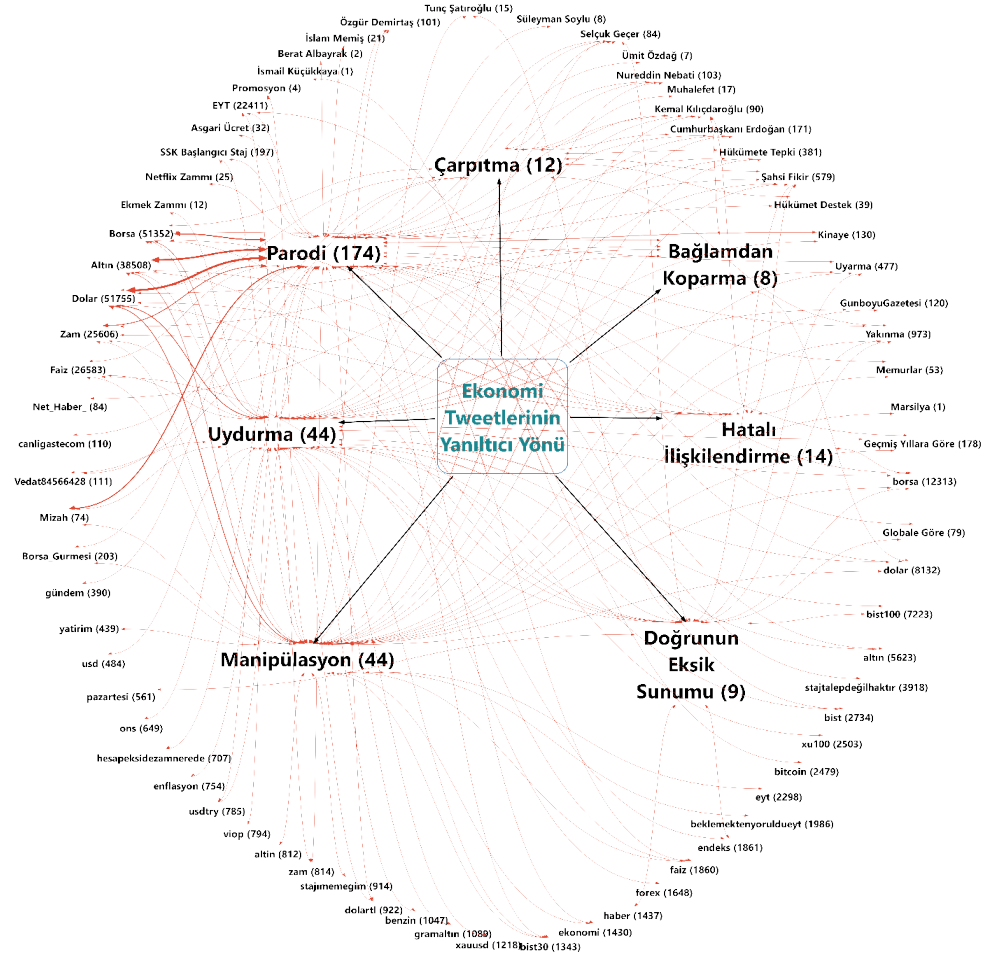 Tunç Şatıroğlu (15)
Özgür Demirtaş (101)
Süleyman Soylu (8)
İslam Memiş (21)
Selçuk Geçer (84)
Berat Albayrak (2)
Ümit Özdağ (7)
İsmail Küçükkaya (1)
Nureddin Nebati (103)
Promosyon (4)
Muhalefet (17)
EYT (22411)
Kemal Kılıçdaroğlu (90)
Asgari Ücret (32)
Cumhurbaşkanı Erdoğan (171)
SSK Başlangıcı Staj (197)
Hükümete Tepki (381)
Çarpıtma (12)
Netflix Zammı (25)
Şahsi Fikir (579)
Ekmek Zammı (12)
Hükümet Destek (39)
Borsa (51352)
Kinaye (130)
Parodi (174)
Bağlamdan
Koparma (8)
Altın (38508)
Uyarma (477)
Dolar (51755)
GunboyuGazetesi (120)
Zam (25606)
Yakınma (973)
Faiz (26583)
Memurlar (53)
Ekonomi
Tweetlerinin
Yanıltıcı Yönü
Net_Haber_ (84)
Marsilya (1)
Uydurma (44)
Hatalı
İlişkilendirme (14)
canligastecom (110)
Geçmiş Yıllara Göre (178)
Vedat84566428 (111)
borsa (12313)
Mizah (74)
Globale Göre (79)
Borsa_Gurmesi (203)
dolar (8132)
gündem (390)
bist100 (7223)
yatirim (439)
Doğrunun
Eksik
Sunumu (9)
Manipülasyon (44)
usd (484)
altın (5623)
pazartesi (561)
stajtalepdeğilhaktır (3918)
ons (649)
bist (2734)
hesapeksidezamnerede (707)
xu100 (2503)
enflasyon (754)
bitcoin (2479)
usdtry (785)
eyt (2298)
viop (794)
beklemektenyoruldueyt (1986)
altin (812)
endeks (1861)
zam (814)
faiz (1860)
stajımemegim (914)
forex (1648)
dolartl (922)
haber (1437)
benzin (1047)
ekonomi (1430)
gramaltın (1089)
xauusd (1218)
bist30 (1343)